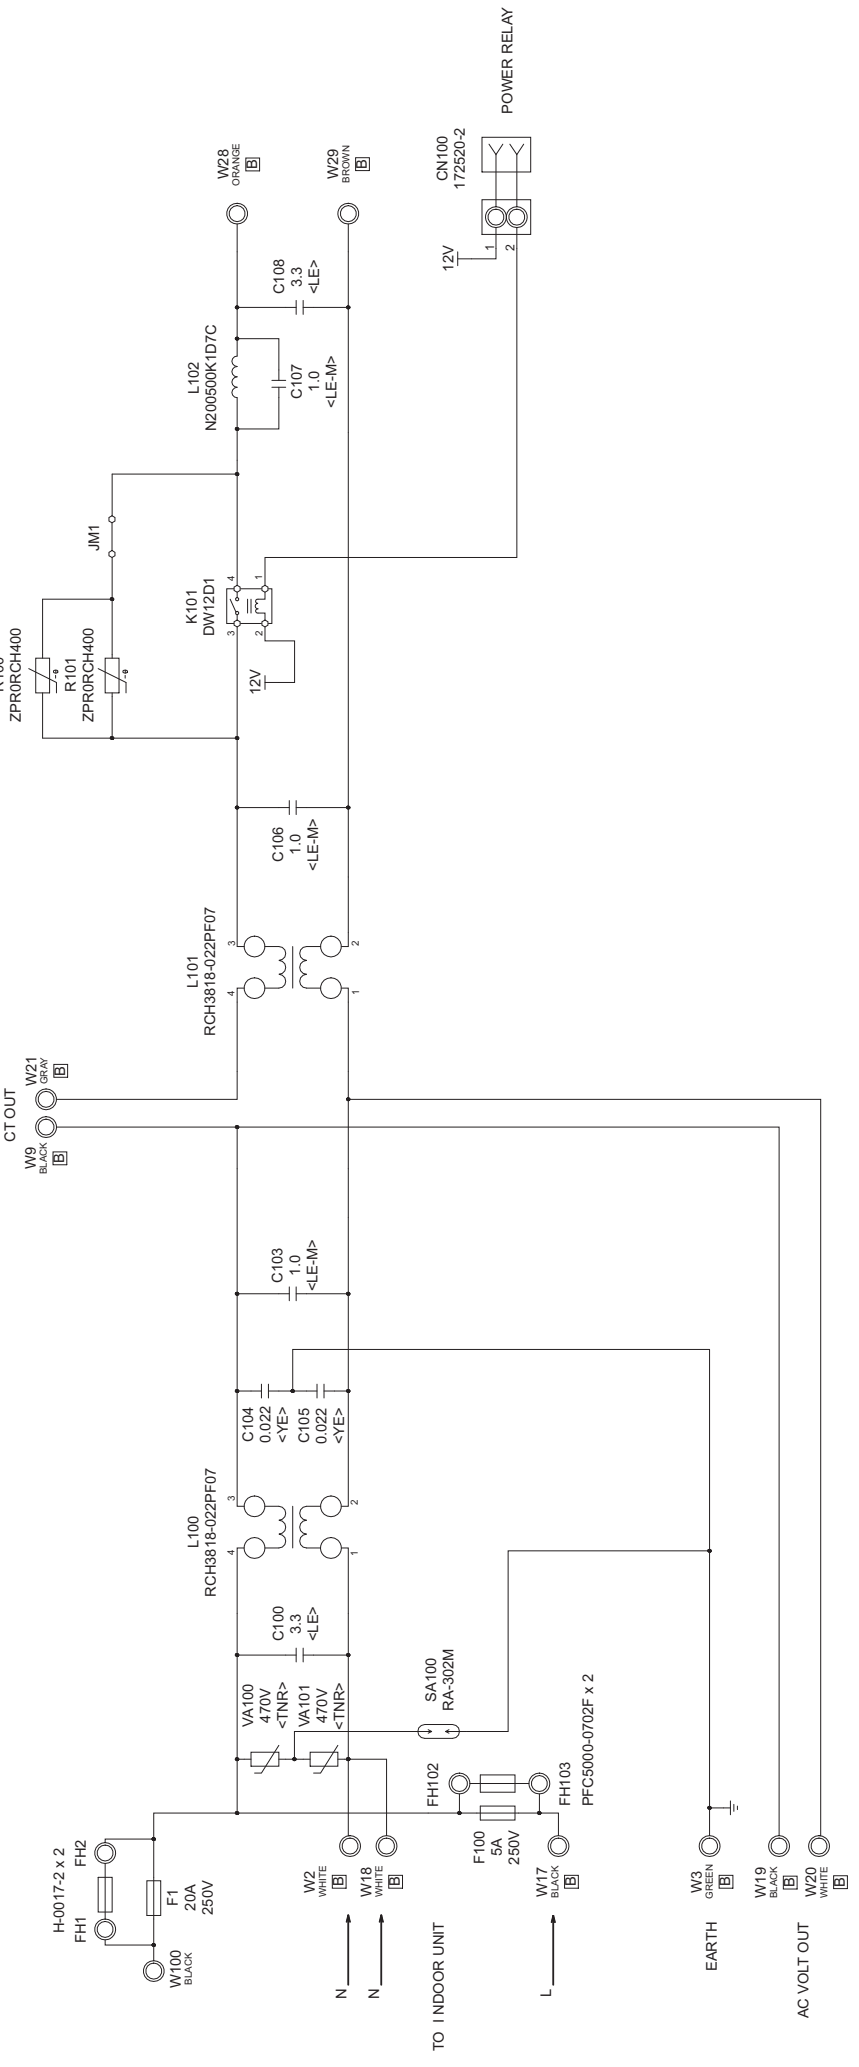 POWER RELAY
CN100
172520-2
1
2
12V
W28
ORANGE
B
W29
BROWN
B
C108
3.3
<LE>
L102
N200500K1D7C
C107
1.0
<LE-M>
JM1
K101
DW12D1
4
1
3
2
12V
ZPR0RCH400
R101
ZPR0RCH400
-θ
-θ
C106
1.0
<LE-M>
L101
RCH3818-022PF07
3
4
2
1
CT OUT
W21
GRAY
B
W9
BLACK
B
C103
1.0
<LE-M>
C104
0.022
<YE>
C105
0.022
<YE>
L100
RCH3818-022PF07
3
4
2
1
C100
3.3
<LE>
VA100
470V
<TNR>
VA101
470V
<TNR>
SA100
RA-302M
H-0017-2 x 2
FH1
FH2
F1
20A
250V
W100
BLACK
W2
WHITE
B
W18
WHITE
B
N
N
TO I NDOOR UNIT
L
FH102
FH103
PFC5000-0702F x 2
F100
5A
250V
W17
BLACK
B
W3
GREEN
B
EARTH
W19
BLACK
B
W20
WHITE
B
AC VOLT OUT